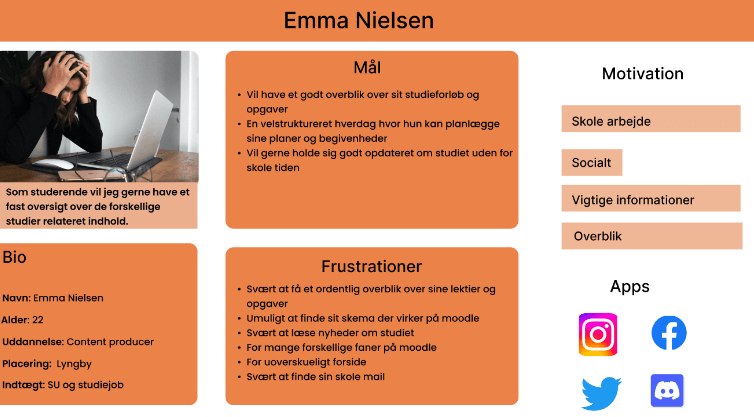 Emma Nielsen
Som studerende vil jeg gerne have et
fast oversigt over de forskellige
studier relateret indhold.
Bio
Navn: Emma Nielsen
Alder: 22
Uddannelse: Content producer
Placering: Lyngby
Indtægt: SU og studiejob
Mål
• Vil have et godt overblik over sit studieforløb og
opgaver
• En velstruktureret hverdag hvor hun kan planlægge
sine planer og begivenheder
• Vil gerne holde sig godt opdateret om studiet uden for
skole tiden
Frustrationer
• Svært at få et ordentlig overblik over sine lektier og
opgaver
• Umuligt at finde sit skema der virker på moodle
• Svært at læse nyheder om studiet
• For mange forskellige faner på moodle
• For uoverskueligt forside
• Svært at finde sin skole mail
Motivation
Skole arbejde
Socialt
Vigtige informationer
Overblik
Apps